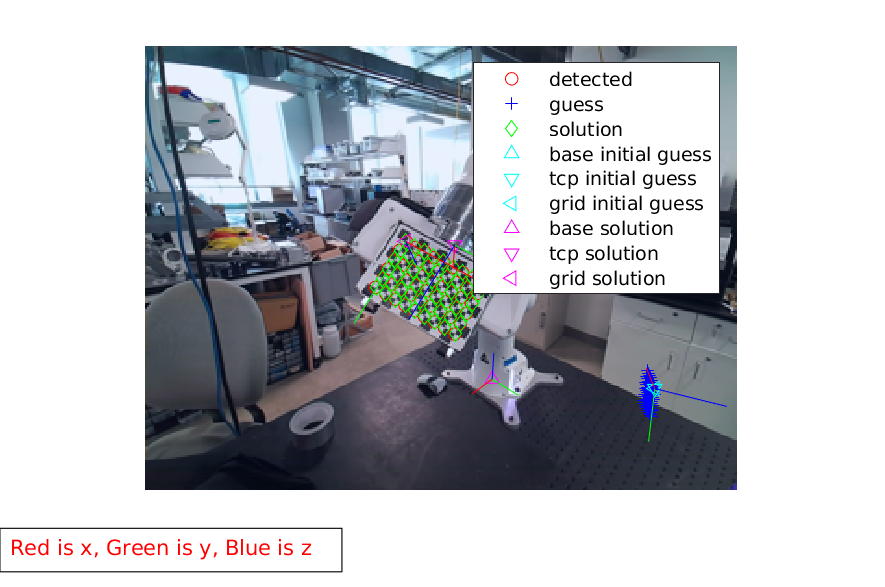 detected
guess
solution
base initial guess
tcp initial guess
grid initial guess
base solution
tcp solution
grid solution
Red is x, Green is y, Blue is z